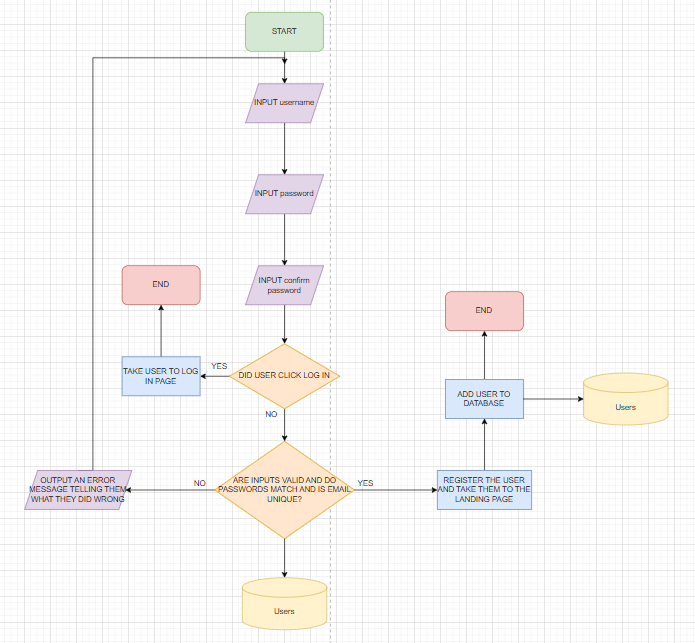 START
INPUT username
INPUT password
INPUT confirm
password
END
TAKE USER TO LOG
IN PAGE
YES
DID USER CLICK LOG IN
NO
END
ADD USER TO
DATABASE
Users
OUTPUT AN ERROR
MESSAGE TELLING THEM
WHAT THEY DID WRONG
NO
ARE INPUTS VALID AND DO
PASSWORDS MATCH AND IS EMAIL
UNIQUE?
YES
REGISTER THE USER
AND TAKE THEM TO THE
LANDING PAGE
Users